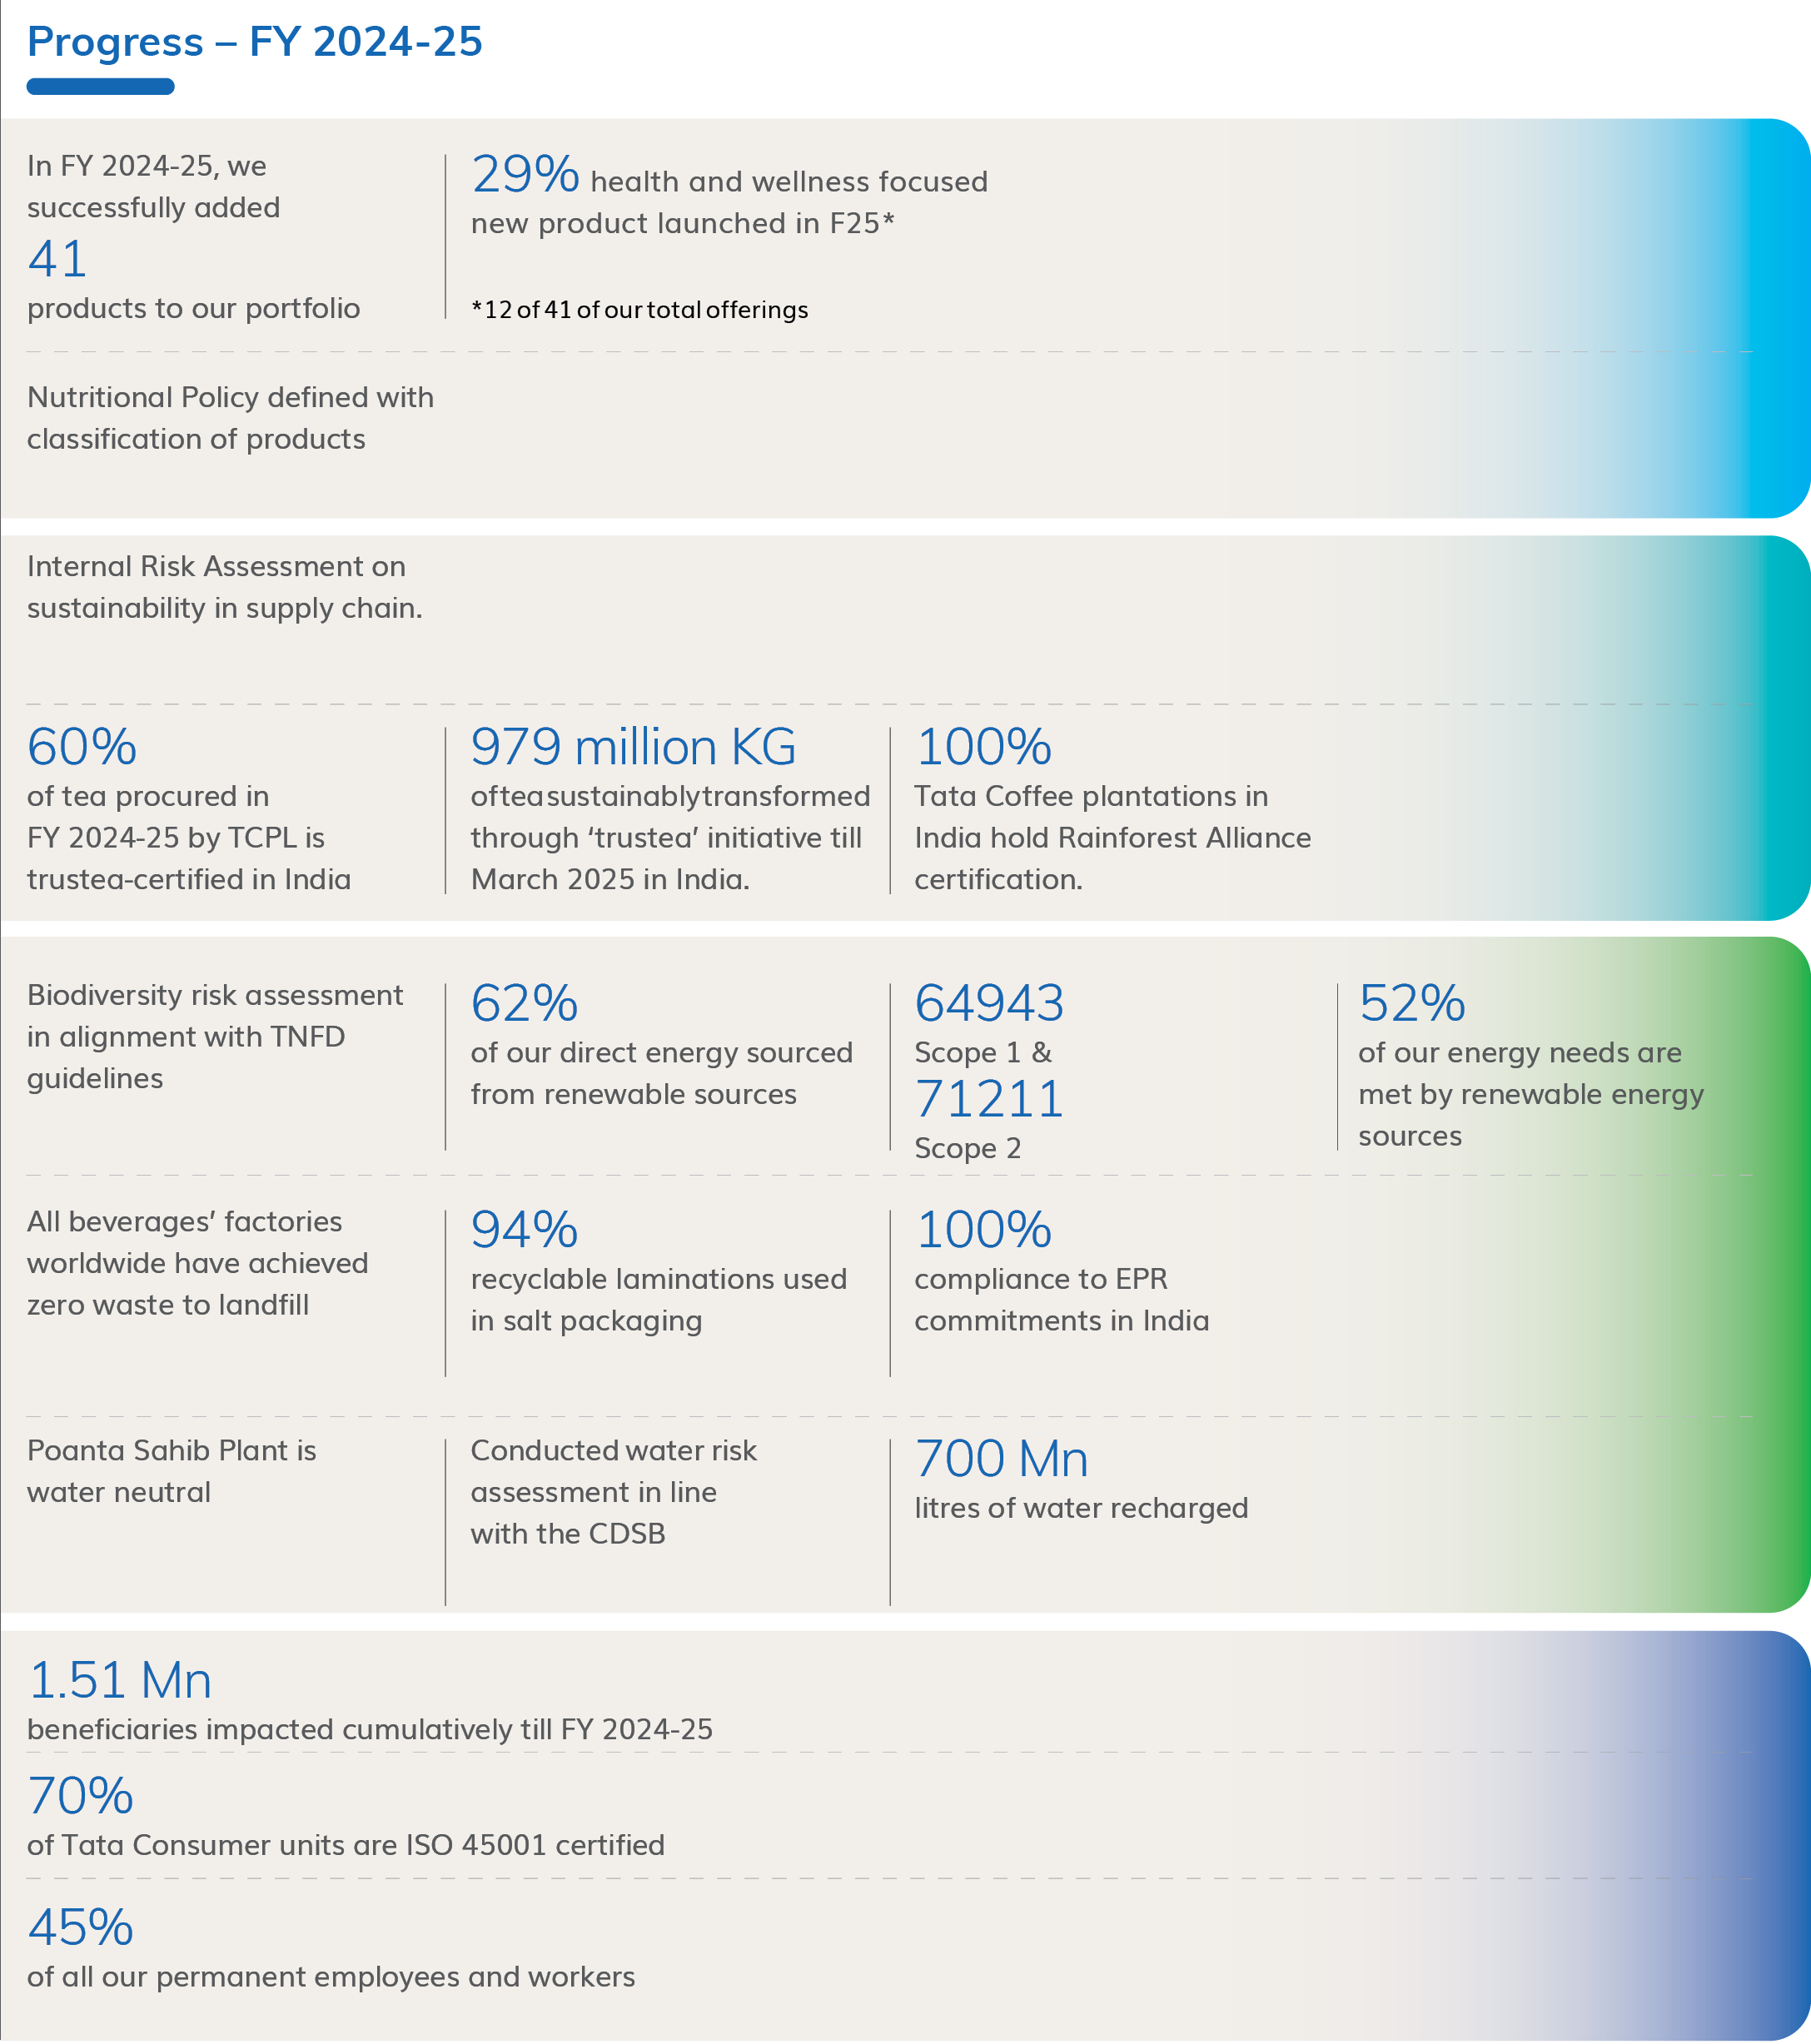 Progress – FY 2024-25
In FY 2024-25, we
successfully added
41
products to our portfolio
29% health and wellness focused
new product launched in F25*
*12 of 41 of our total offerings
Nutritional Policy defined with
classification of products
Internal Risk Assessment on
sustainability in supply chain.
60%
of tea procured in
FY 2024-25 by TCPL is
trustea-certified in India
979 million KG
of tea sustainably transformed
through ‘trustea’ initiative till
March 2025 in India.
100%
Tata Coffee plantations in
India hold Rainforest Alliance
certification.
Biodiversity risk assessment
in alignment with TNFD
guidelines
62%
of our direct energy sourced
from renewable sources
64943
Scope 1 &
71211
Scope 2
52%
of our energy needs are
met by renewable energy
sources
All beverages’ factories
worldwide have achieved
zero waste to landfill
94%
recyclable laminations used
in salt packaging
100%
compliance to EPR
commitments in India
Poanta Sahib Plant is
water neutral
Conducted water risk
assessment in line
with the CDSB
700 Mn
litres of water recharged
1.51 Mn
beneficiaries impacted cumulatively till FY 2024-25
70%
of Tata Consumer units are ISO 45001 certified
45%
of all our permanent employees and workers